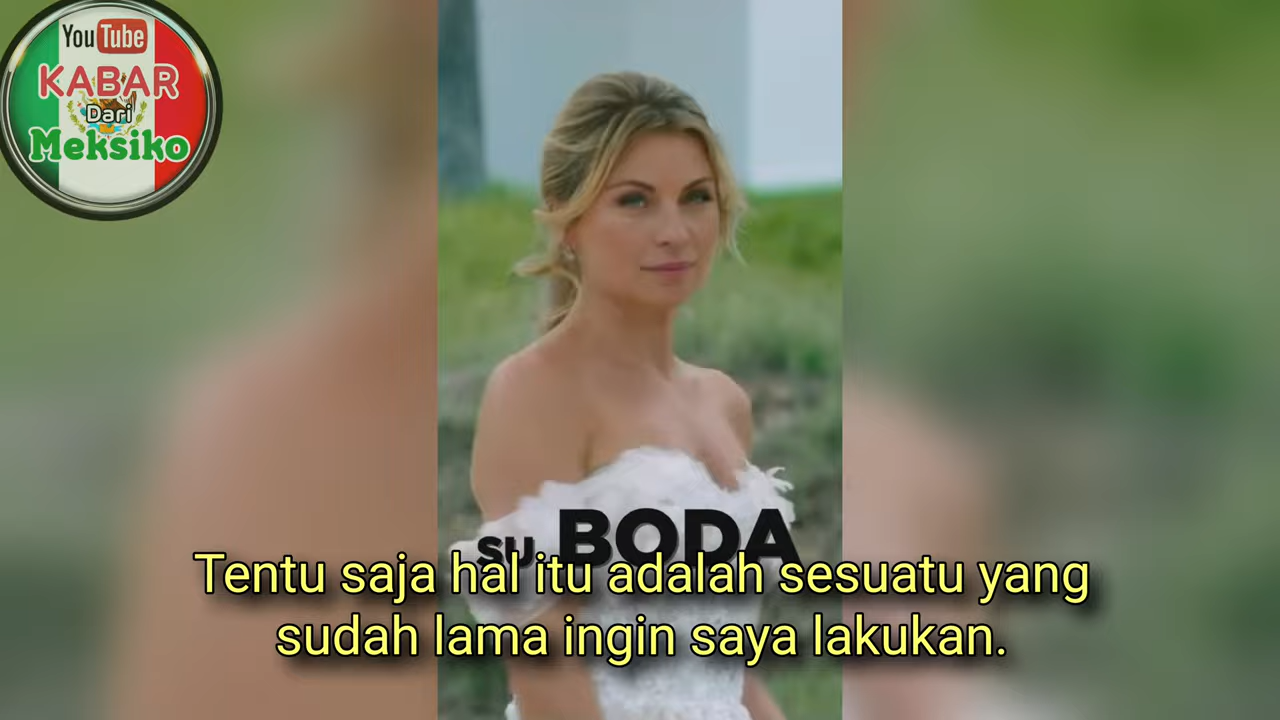 YouTube
KABAR
Dari
Meksiko
su BODA
Tentu saja hal itu adalah sesuatu yang
sudah lama ingin saya lakukan.